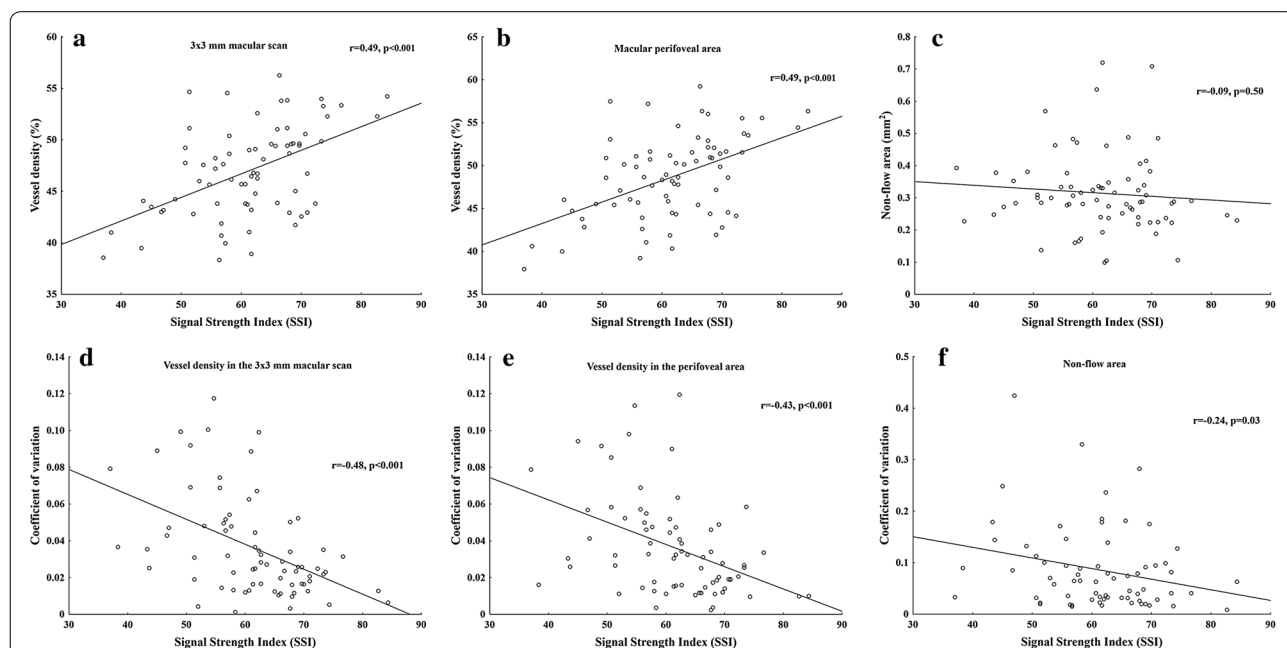 a
3x3 mm macular scan
r=0.49, p<0.001
Vessel density (%)
65
60
55
50
45
40
35
30 40 50 60 70 80 90
Signal Strength Index (SSI)
b
Macular perifoveal area
r=0.49, p<0.001
Vessel density (%)
65
60
55
50
45
40
35
30 40 50 60 70 80 90
Signal Strength Index (SSI)
c
r=-0.09, p=0.50
Non-flow area (mm²)
0.8
0.7
0.6
0.5
0.4
0.3
0.2
0.1
0
30 40 50 60 70 80 90
Signal Strength Index (SSI)
d
Vessel density in the 3x3 mm macular scan
r=-0.48, p<0.001
Coefficient of variation
0.14
0.12
0.10
0.08
0.06
0.04
0.02
0
30 40 50 60 70 80 90
Signal Strength Index (SSI)
e
Vessel density in the perifoveal area
r=-0.43, p<0.001
Coefficient of variation
0.14
0.12
0.10
0.08
0.06
0.04
0.02
0
30 40 50 60 70 80 90
Signal Strength Index (SSI)
f
Non-flow area
r=-0.24, p=0.03
Coefficient of variation
0.5
0.4
0.3
0.2
0.1
0
30 40 50 60 70 80 90
Signal Strength Index (SSI)